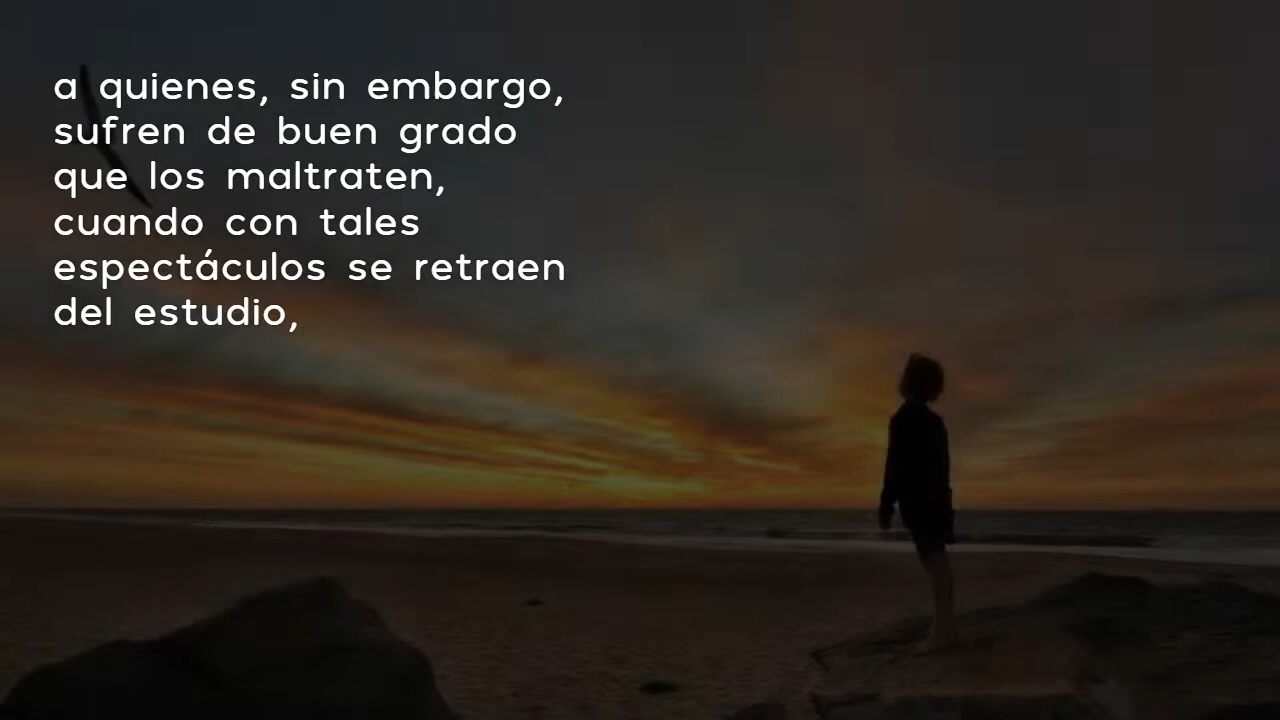 a quienes, sin embargo,
sufren de buen grado
que los maltraten,
cuando con tales
espectáculos se retraen
del estudio,